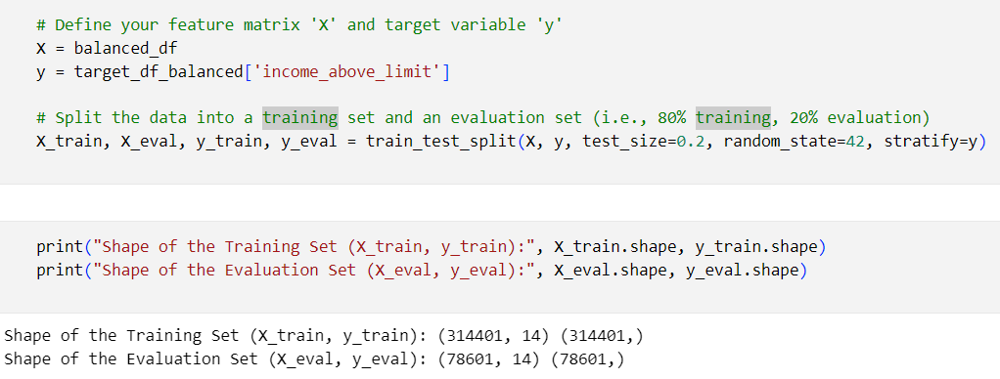 # Define your feature matrix 'X' and target variable 'y'
X = balanced_df
y = target_df_balanced['income_above_limit']
# Split the data into a training set and an evaluation set (i.e., 80% training, 20% evaluation)
X_train, X_eval, y_train, y_eval = train_test_split(X, y, test_size=0.2, random_state=42, stratify=y)
print("Shape of the Training Set (X_train, y_train):", X_train.shape, y_train.shape)
print("Shape of the Evaluation Set (X_eval, y_eval):", X_eval.shape, y_eval.shape)
Shape of the Training Set (X_train, y_train): (314401, 14) (314401,)
Shape of the Evaluation Set (X_eval, y_eval): (78601, 14) (78601,)